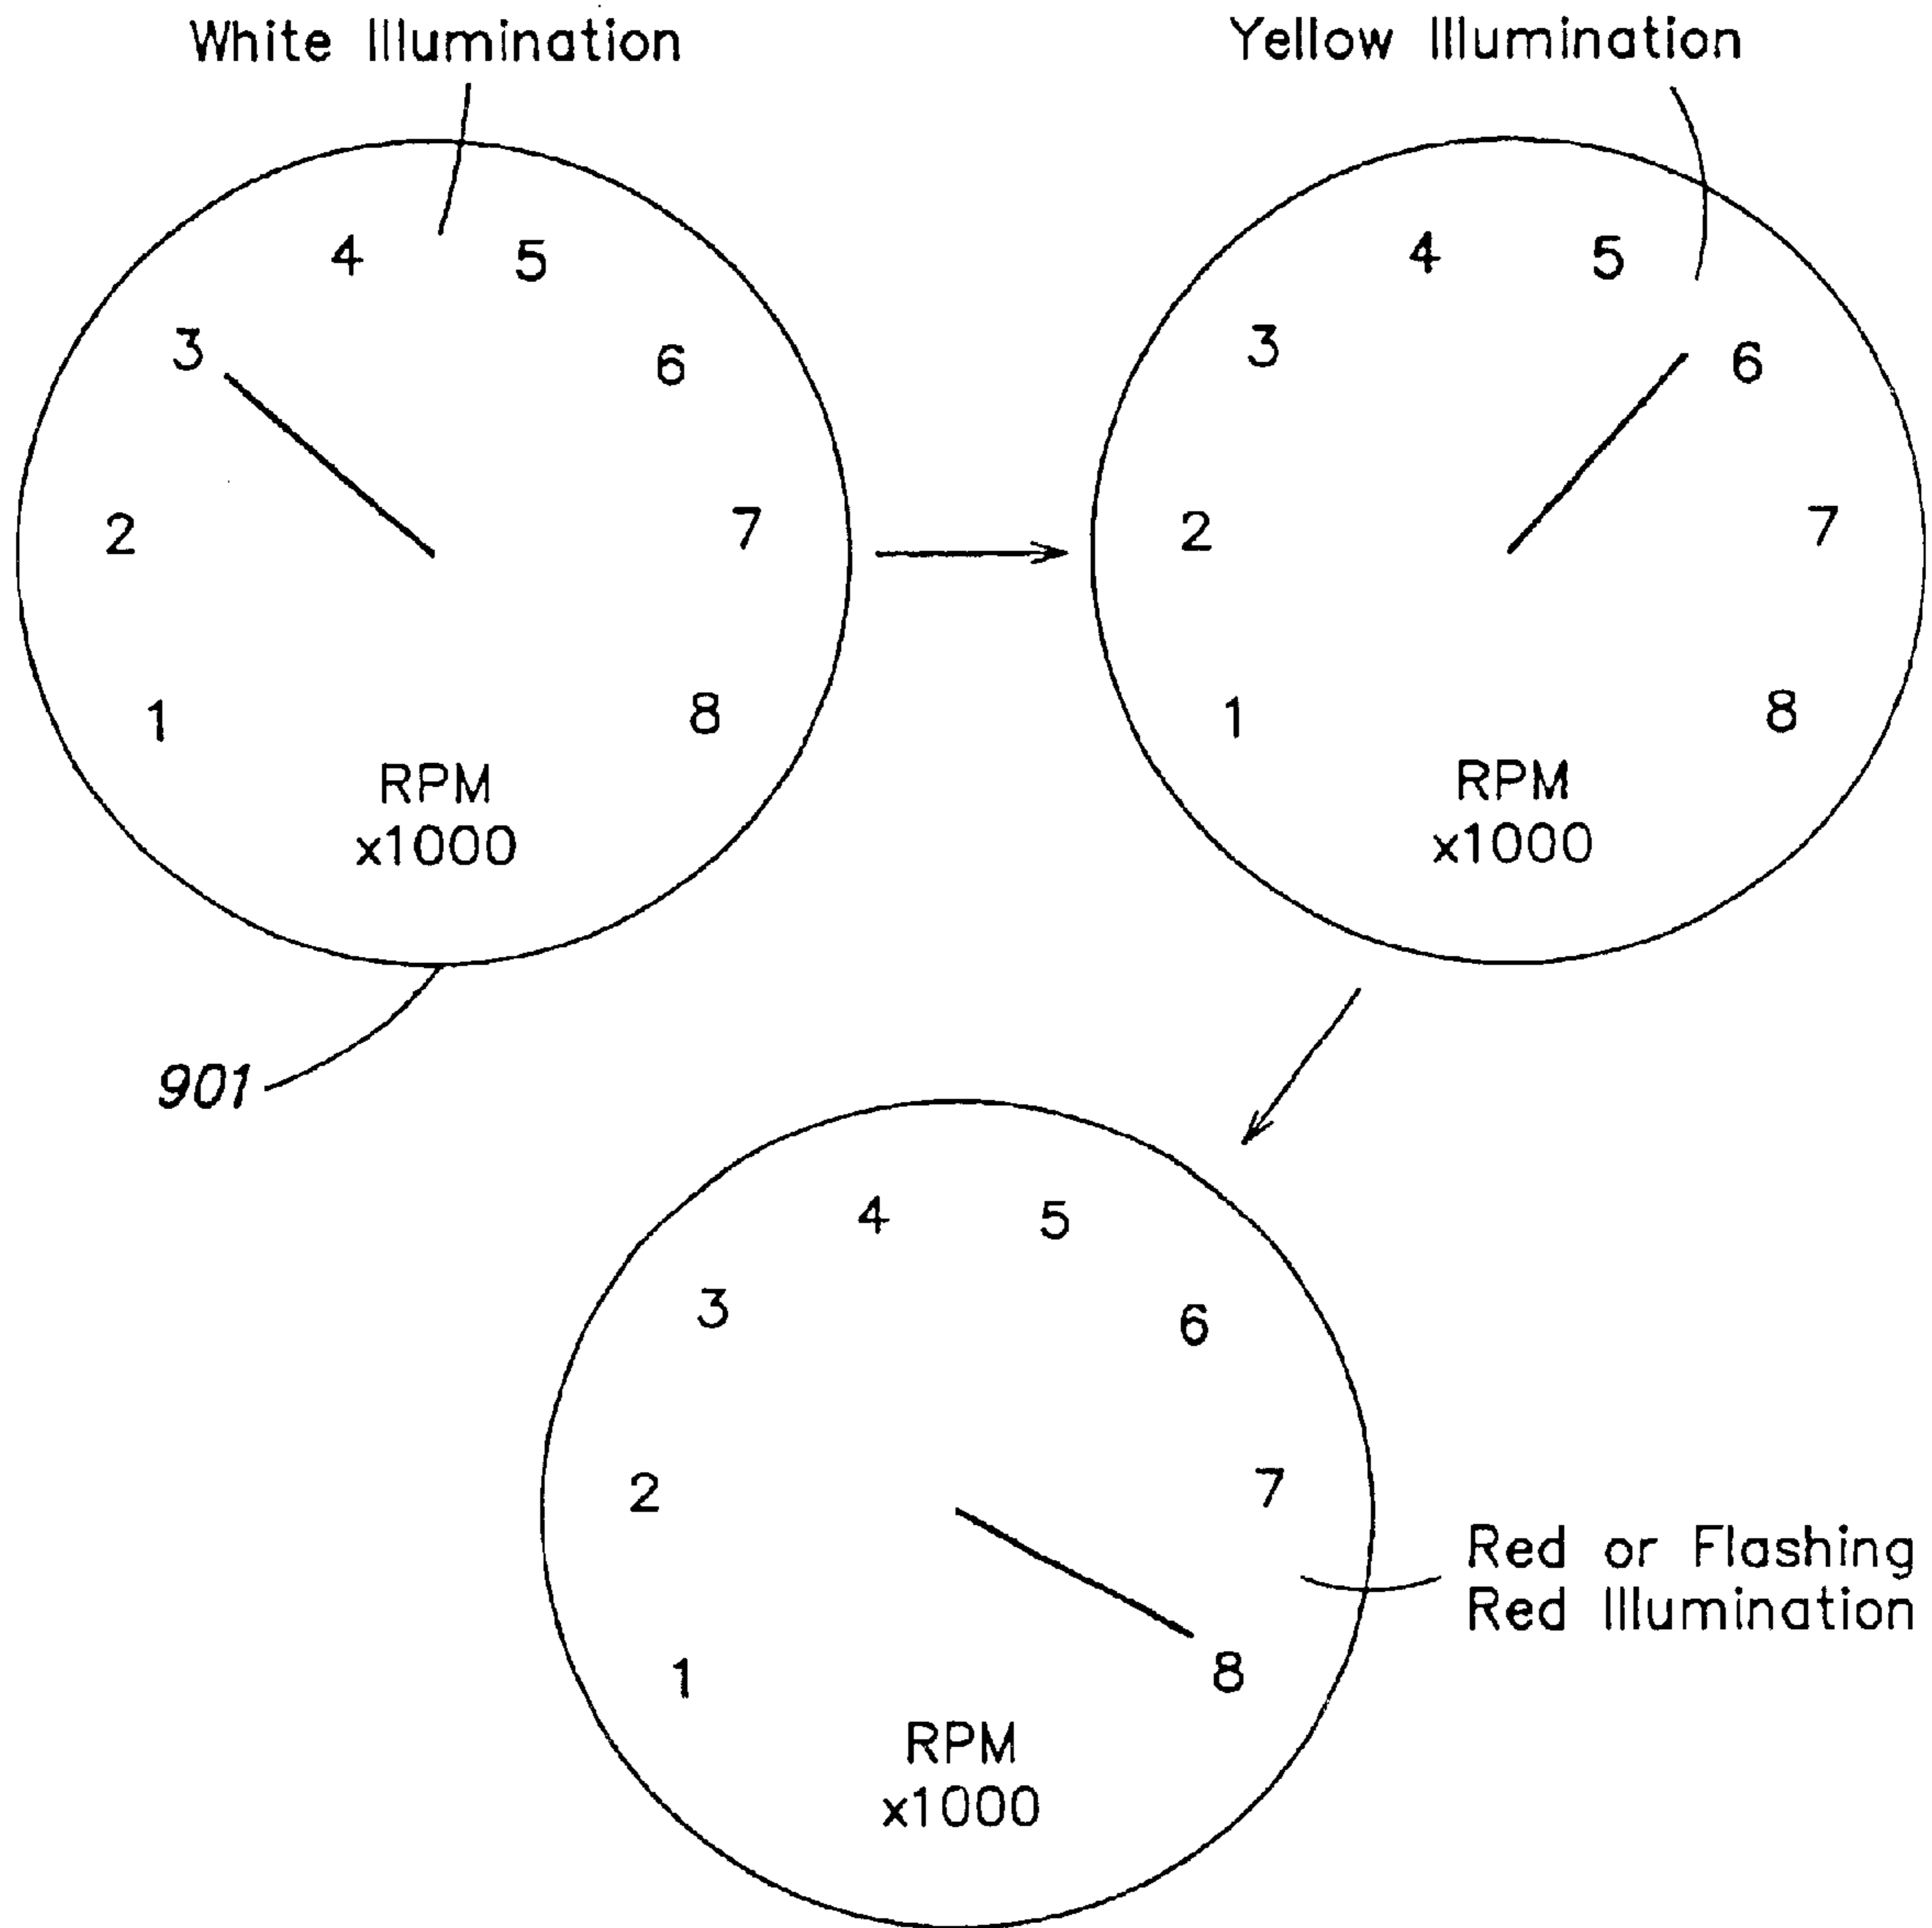 White Illumination
4 5
3 6
2 7
1 8
RPM
x1000
901
Yellow Illumination
4 5
3 6
2 7
1 8
RPM
x1000
4 5
3 6
2 7
1 8
RPM
x1000
Red or Flashing
Red Illumination